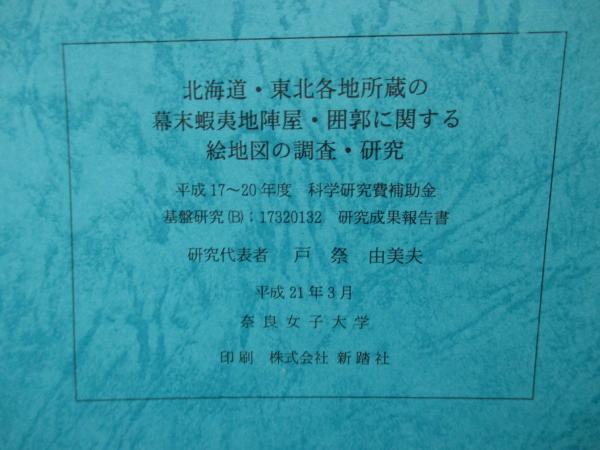 北海道・東北各地所蔵の
幕末蝦夷地陣屋・囲郭に関する
絵地図の調査・研究
平成17～20年度 科学研究費補助金
基盤研究(B)：17320132 研究成果報告書
研究代表者 戸祭 由美夫
平成21年3月
奈良女子大学
印刷 株式会社 新踏社